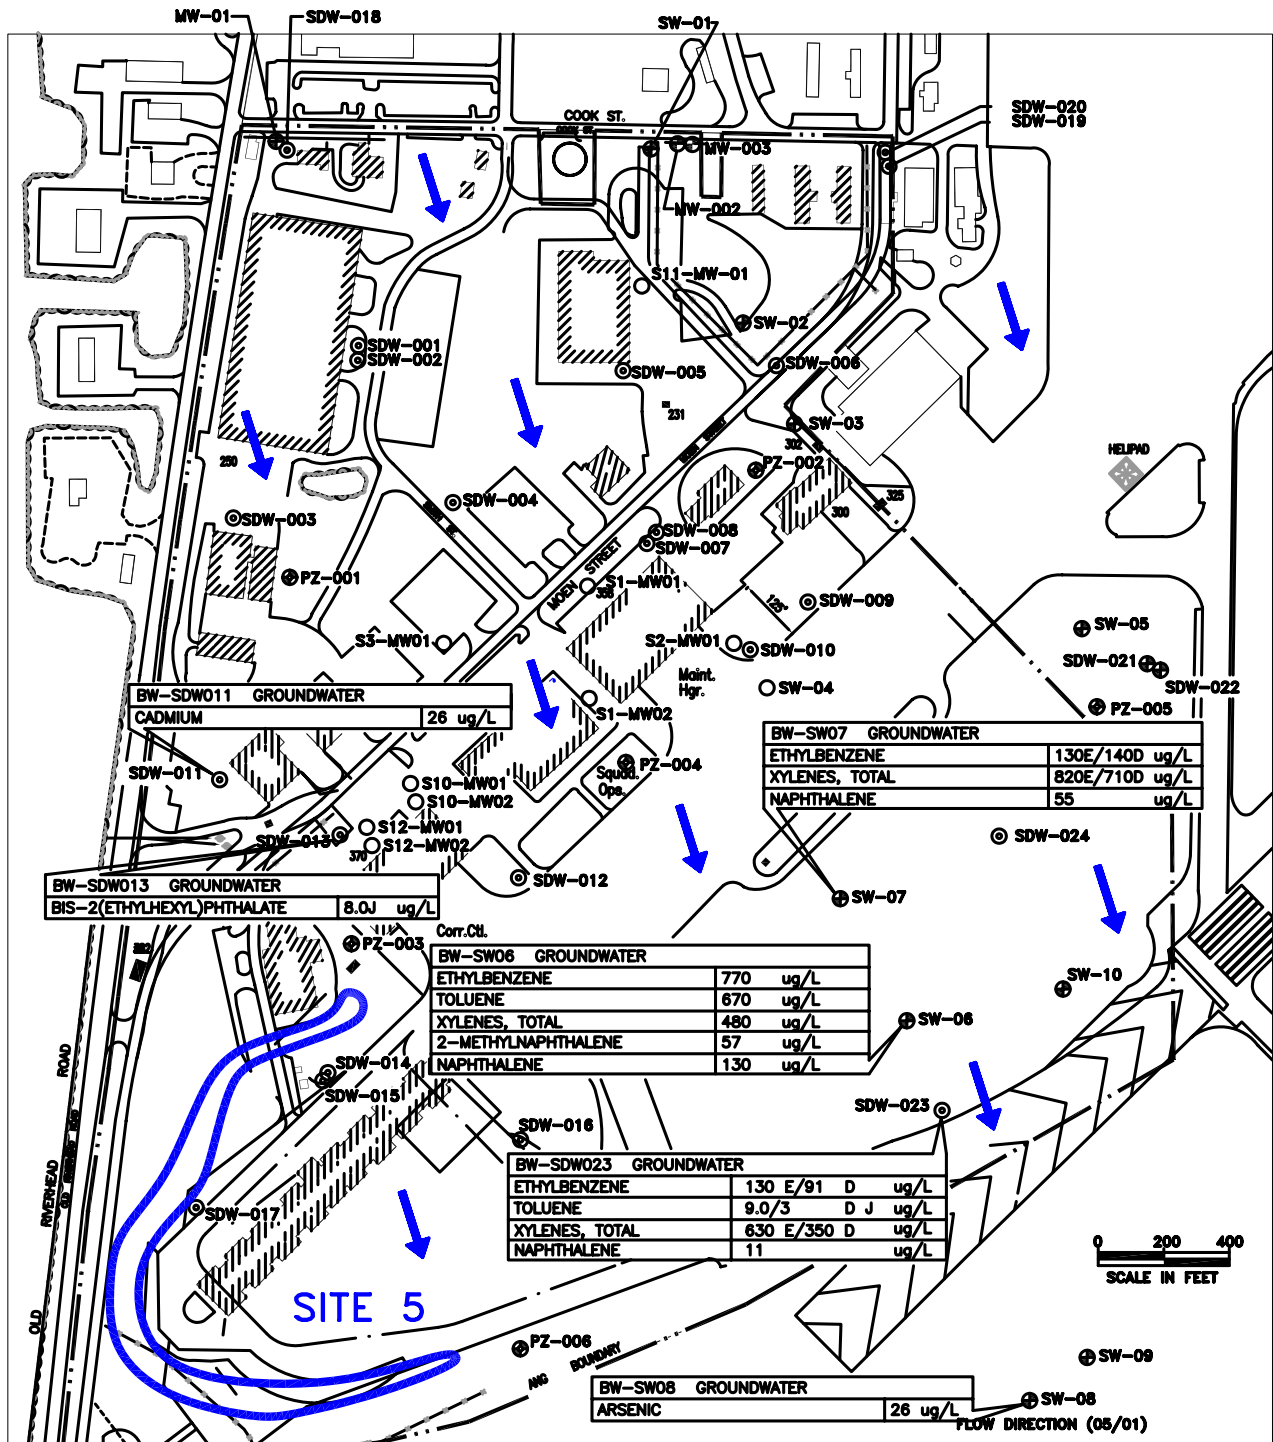 MW-01
SDW-018
SW-01
SDW-020
SDW-019
COOK ST.
COOK ST.
MW-003
MW-002
S11-MW-01
SW-02
SDW-001
SDW-002
SDW-005
SDW-006
231
SW-03
302
250
PZ-002
HELIPAD
SDW-004
325
SDW-003
300
SDW-008
SDW-007
MOEN STREET
PZ-001
S1-MW01
358
125'
SDW-009
SW-05
S3-MW01
S2-MW01
SDW-010
SDW-021
SDW-022
Maint.
Hgr.
SW-04
S1-MW02
PZ-005
BW-SDW011 GROUNDWATER
CADMIUM 26 ug/L
BW-SW07 GROUNDWATER
ETHYLBENZENE 130E/140D ug/L
XYLENES, TOTAL 820E/710D ug/L
NAPHTHALENE 55 ug/L
SDW-011
PZ-004
Squad.
Ops.
S10-MW01
S10-MW02
S12-MW01
SDW-013
S12-MW02
370
SDW-024
SDW-012
BW-SDW013 GROUNDWATER
BIS-2(ETHYLHEXYL)PHTHALATE 8.0J ug/L
SW-07
Corr.Ctl.
PZ-003
382
BW-SW06 GROUNDWATER
ETHYLBENZENE 770 ug/L
TOLUENE 670 ug/L
XYLENES, TOTAL 480 ug/L
2-METHYLNAPHTHALENE 57 ug/L
NAPHTHALENE 130 ug/L
SW-10
SW-06
SDW-014
SDW-015
SDW-023
SDW-016
BW-SDW023 GROUNDWATER
ETHYLBENZENE 130 E/91 D ug/L
TOLUENE 9.0/3 D J ug/L
XYLENES, TOTAL 630 E/350 D ug/L
NAPHTHALENE 11 ug/L
SDW-017
OLD RIVERHEAD ROAD
OLD RIVERHEAD ROAD
0 200 400
SCALE IN FEET
SITE 5
PZ-006
ANG BOUNDARY
SW-09
BW-SW08 GROUNDWATER
ARSENIC 26 ug/L
SW-08
FLOW DIRECTION (05/01)